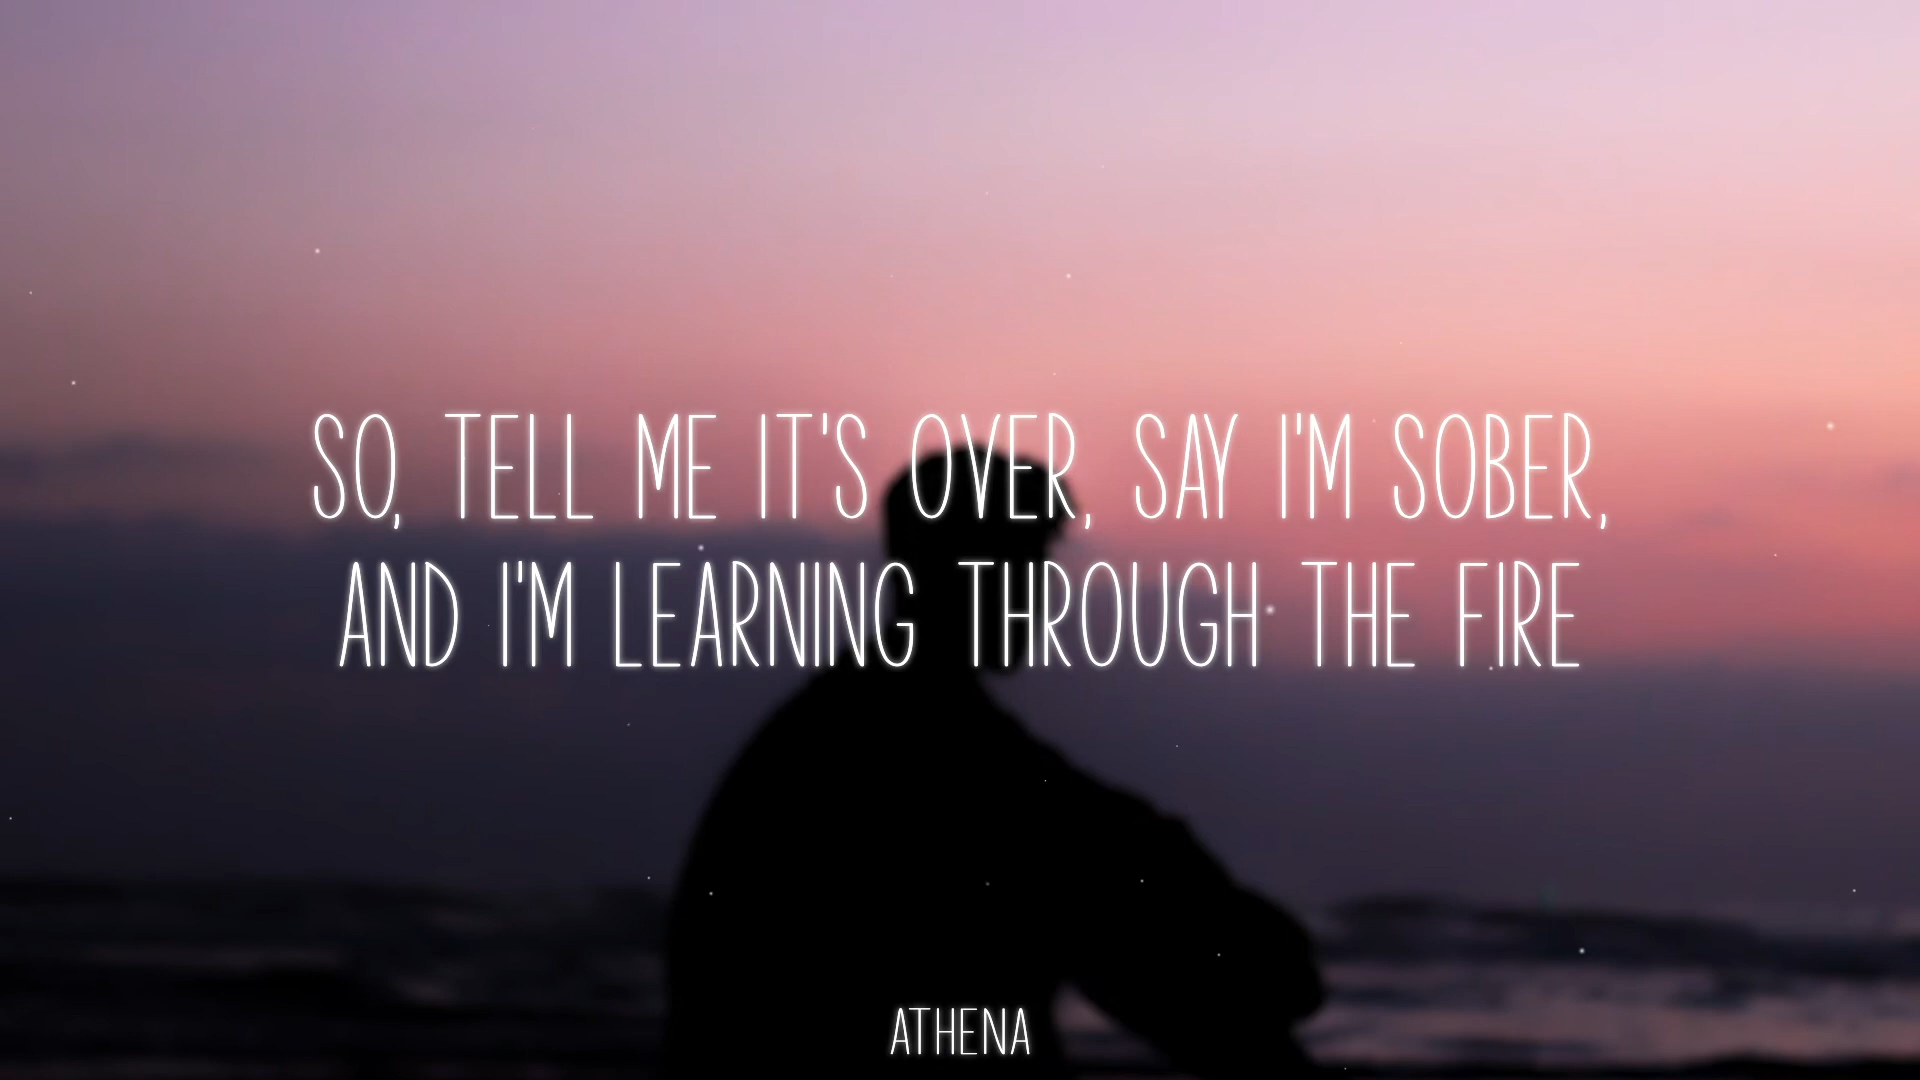 SO, TELL ME IT'S OVER, SAY I'M SOBER,
AND I'M LEARNING THROUGH THE FIRE
ATHENA